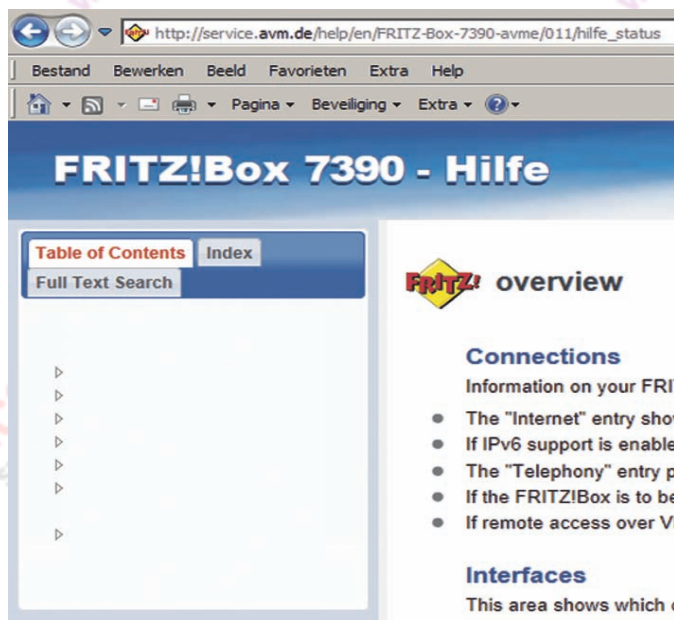 http://service.avm.de/help/en/FRITZ-Box-7390-avme/011/hilfe_status
Bestand Bewerken Beeld Favorieten Extra Help
Pagina Beveiliging Extra
FRITZ!Box 7390 - Hilfe
Table of Contents Index
Full Text Search
FRITZ! overview
Connections
Information on your FRIT
The "Internet" entry show
If IPv6 support is enable
The "Telephony" entry p
If the FRITZ!Box is to be
If remote access over V
Interfaces
This area shows which